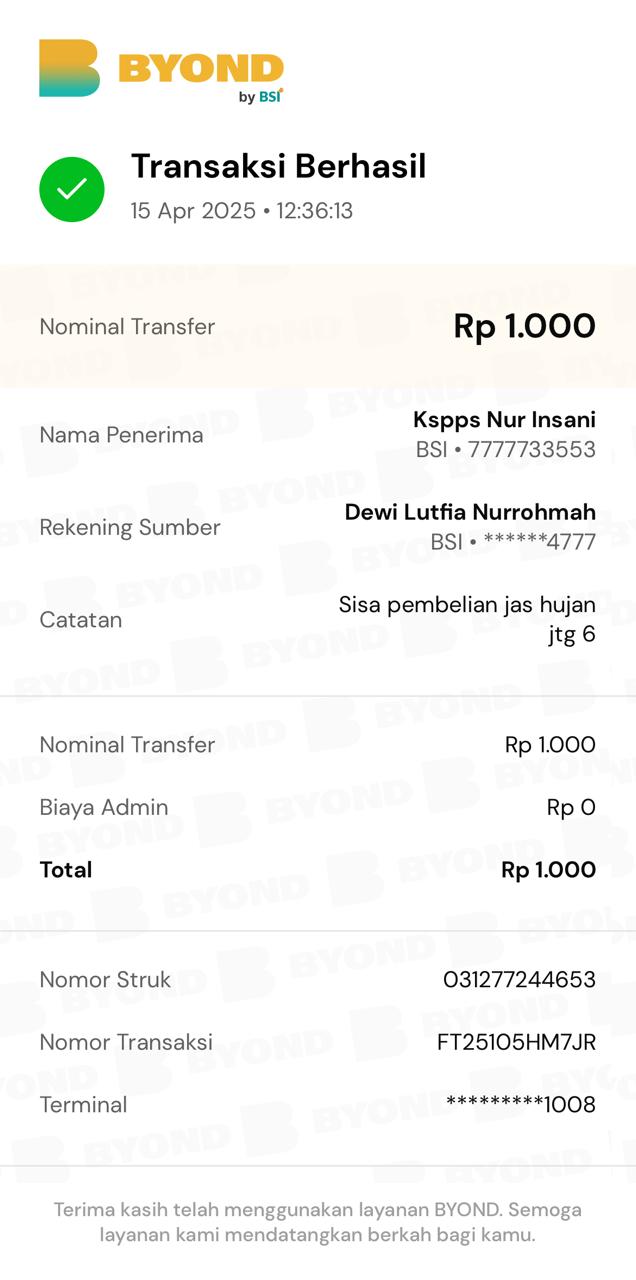 BYOND
by BSI
Transaksi Berhasil
15 Apr 2025 • 12:36:13
Nominal Transfer Rp 1.000
Nama Penerima Kspps Nur Insani
BSI • 7777733553
Rekening Sumber Dewi Lutfia Nurrohmah
BSI • ******4777
Catatan Sisa pembelian jas hujan
jtg 6
Nominal Transfer Rp 1.000
Biaya Admin Rp 0
Total Rp 1.000
Nomor Struk 031277244653
Nomor Transaksi FT25105HM7JR
Terminal *********1008
Terima kasih telah menggunakan layanan BYOND. Semoga
layanan kami mendatangkan berkah bagi kamu.